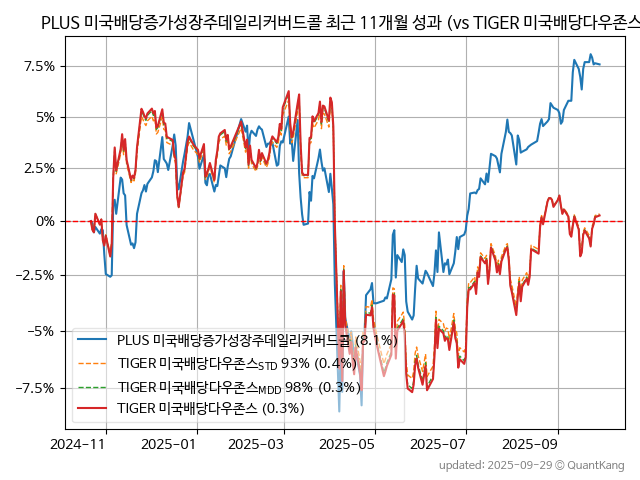 PLUS 미국배당증가성장주데일리커버드콜 최근 11개월 성과 (vs TIGER 미국배당다우존스
7.5%
5%
2.5%
0%
−2.5%
−5%
−7.5%
PLUS 미국배당증가성장주데일리커버드콜 (8.1%)
TIGER 미국배당다우존스STD 93% (0.4%)
TIGER 미국배당다우존스MDD 98% (0.3%)
TIGER 미국배당다우존스 (0.3%)
2024−11 2025−01 2025−03 2025−05 2025−07 2025−09
updated: 2025-09-29 © QuantKang